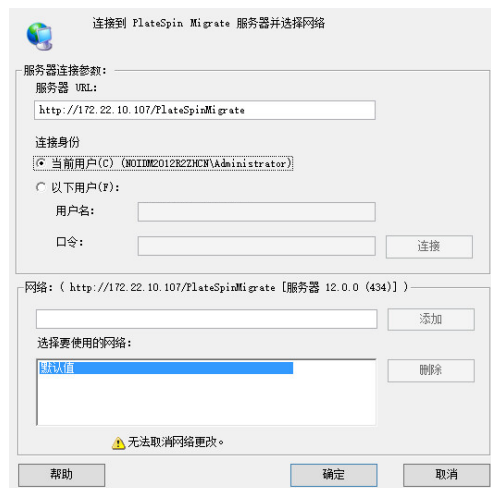 连接到 PlateSpin Migrate 服务器并选择网络
服务器连接参数:
服务器 URL:
http://172.22.10.107/PlateSpinMigrate
连接身份
当前用户(C) (NOIDM2012R2ZHCN\Administrator)
以下用户(F):
用户名:
口令:
连接
网络: ( http://172.22.10.107/PlateSpinMigrate [服务器 12.0.0 (434)] )
添加
选择要使用的网络:
默认值
删除
无法取消网络更改。
帮助
确定
取消